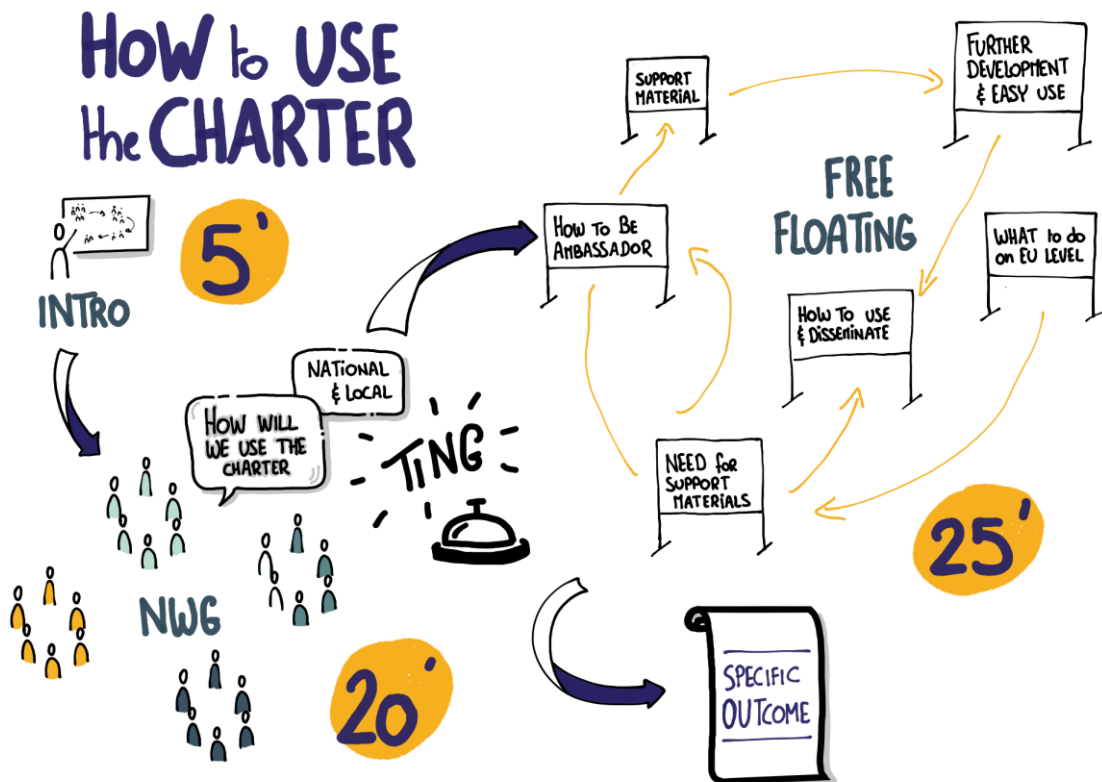 HOW to USE
the CHARTER
5'
INTRO
NATIONAL
& LOCAL
HOW WILL
WE USE THE
CHARTER
TING
NWG
20'
SUPPORT
MATERIAL
FURTHER
DEVELOPMENT
& EASY USE
FREE
FLOATING
HOW TO BE
AMBASSADOR
WHAT to do
on EU LEVEL
HOW TO USE
& DISSEMINATE
NEED for
SUPPORT
MATERIALS
25'
SPECIFIC
OUTCOME